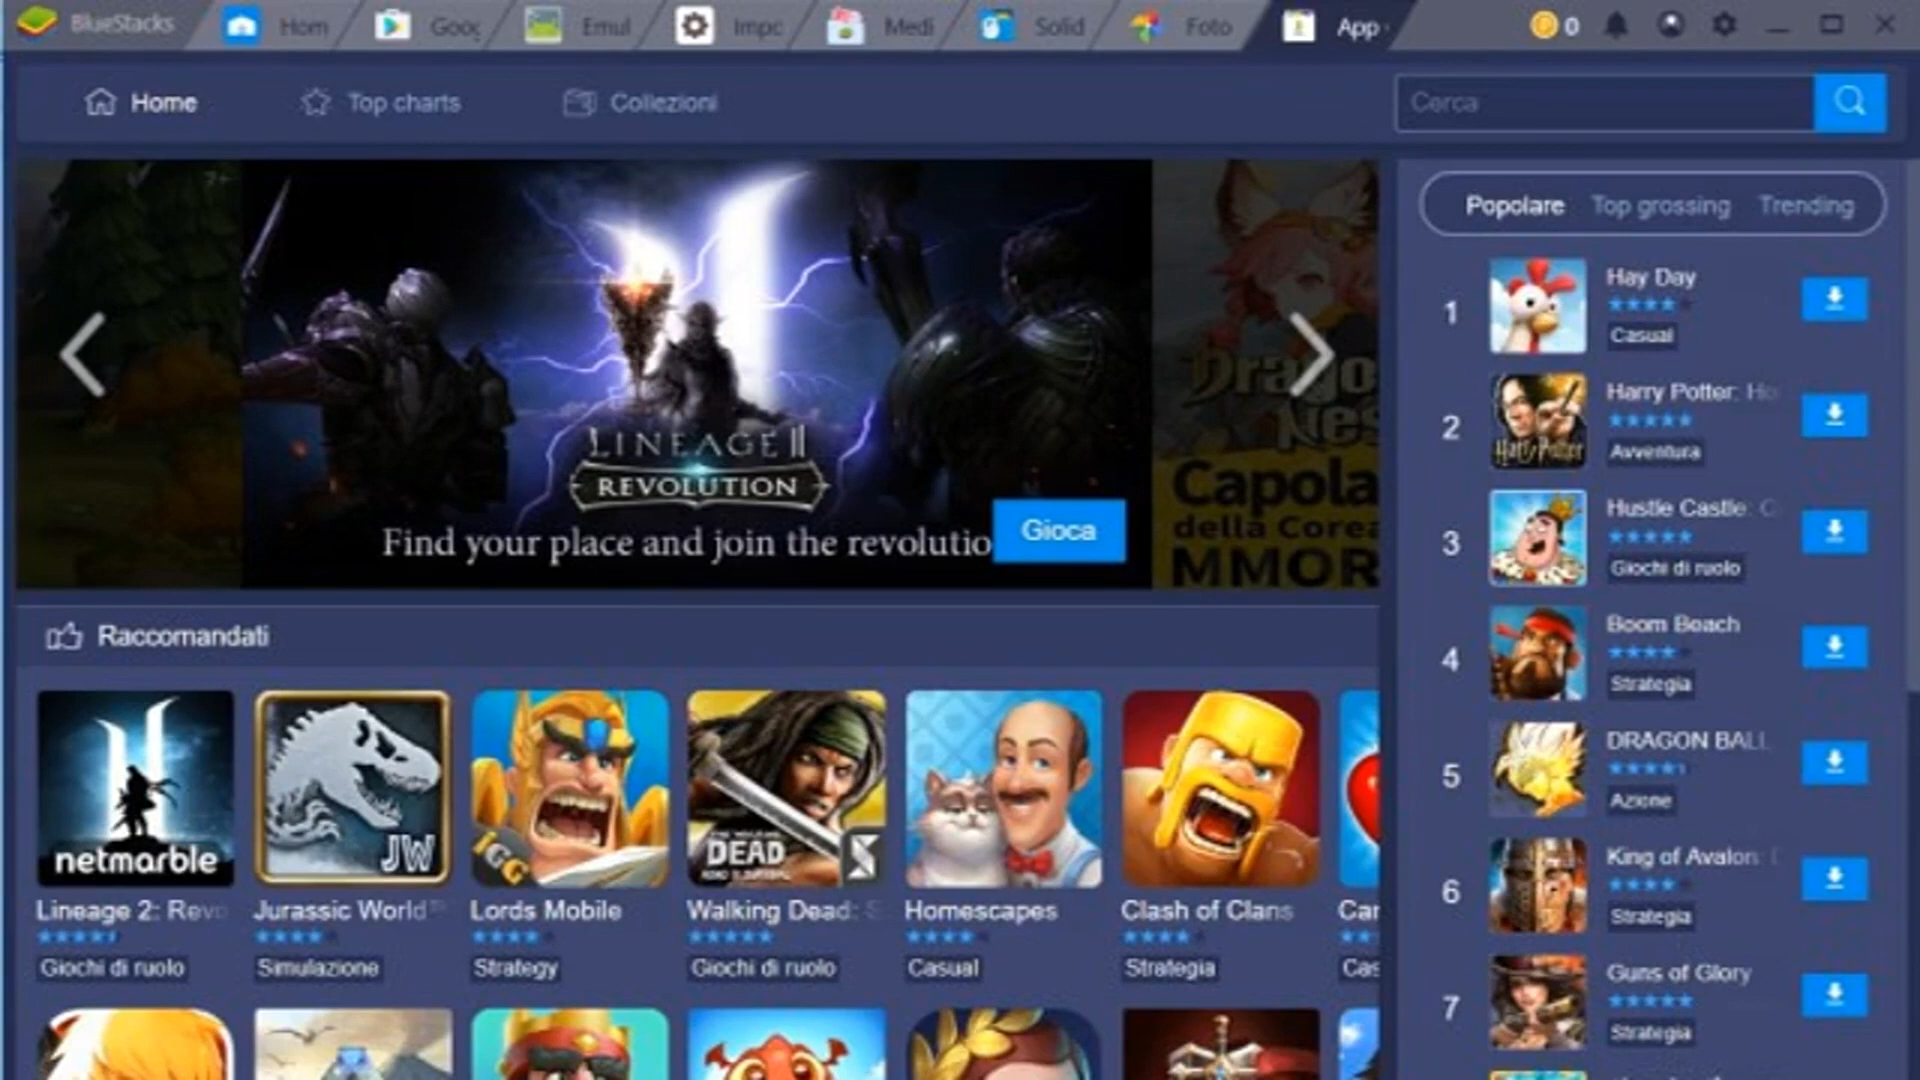 BlueStacks
Hom
Goog
Emul
Impc
Medi
Solid
Foto
App
0
Home
Top charts
Collezioni
Cerca
LINEAGE II
REVOLUTION
Find your place and join the revolutio
Gioca
Capola
della Corea
MMOR
Raccomandati
netmarble
JW
IGG
DEAD
Lineage 2: Revo
Jurassic World
Lords Mobile
Walking Dead: S
Homescapes
Clash of Clans
Giochi di ruolo
Simulazione
Strategy
Giochi di ruolo
Casual
Strategia
Cas
Popolare
Top grossing
Trending
1
Hay Day
Casual
2
Harry Potter
Harry Potter: Ho
Avventura
3
Hustle Castle: C
Giochi di ruolo
4
Boom Beach
Strategia
5
DRAGON BALL
Azione
6
King of Avalon:
Strategia
7
Guns of Glory
Strategia